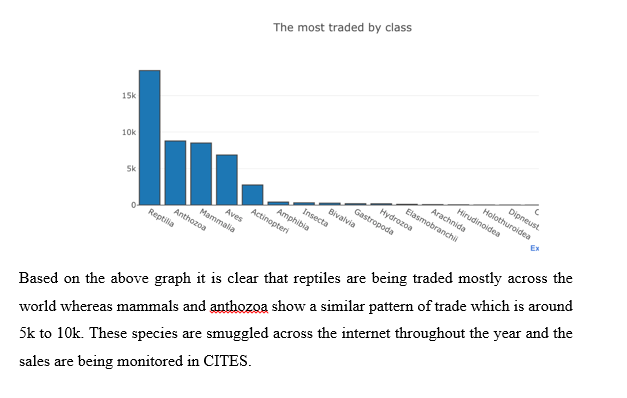 The most traded by class
15k
10k
5k
0
Reptilia
Anthozoa
Mammalia
Aves
Actinopteri
Amphibia
Insecta
Bivalvia
Gastropoda
Hydrozoa
Elasmobranchii
Arachnida
Hirudinoidea
Holothuroidea
Dipneust
C
Ex
Based on the above graph it is clear that reptiles are being traded mostly across the
world whereas mammals and anthozoa show a similar pattern of trade which is around
5k to 10k. These species are smuggled across the internet throughout the year and the
sales are being monitored in CITES.